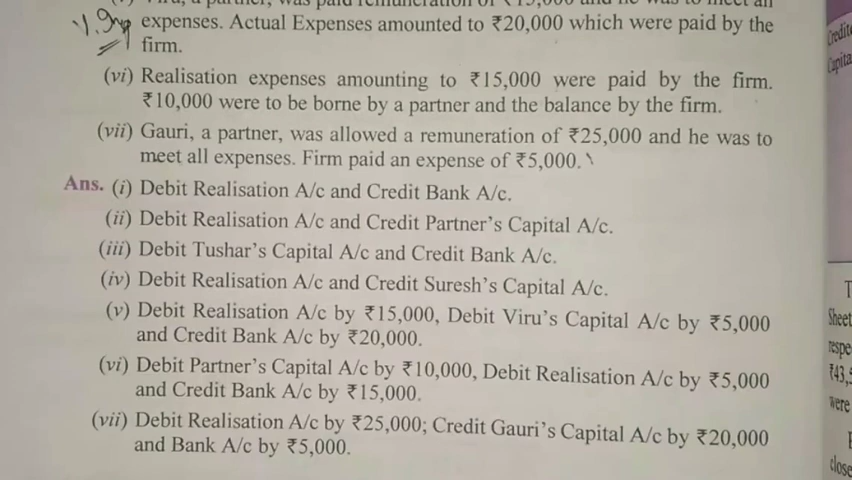 expenses. Actual Expenses amounted to ₹20,000 which were paid by the
firm.
(vi) Realisation expenses amounting to ₹15,000 were paid by the firm.
₹10,000 were to be borne by a partner and the balance by the firm.
(vii) Gauri, a partner, was allowed a remuneration of ₹25,000 and he was to
meet all expenses. Firm paid an expense of ₹5,000.
Ans. (i) Debit Realisation A/c and Credit Bank A/c.
(ii) Debit Realisation A/c and Credit Partner's Capital A/c.
(iii) Debit Tushar's Capital A/c and Credit Bank A/c.
(iv) Debit Realisation A/c and Credit Suresh's Capital A/c.
(v) Debit Realisation A/c by ₹15,000, Debit Viru's Capital A/c by ₹5,000
and Credit Bank A/c by ₹20,000.
(vi) Debit Partner's Capital A/c by ₹10,000, Debit Realisation A/c by ₹5,000
and Credit Bank A/c by ₹15,000.
(vii) Debit Realisation A/c by ₹25,000; Credit Gauri's Capital A/c by ₹20,000
and Bank A/c by ₹5,000.
Sheet
were